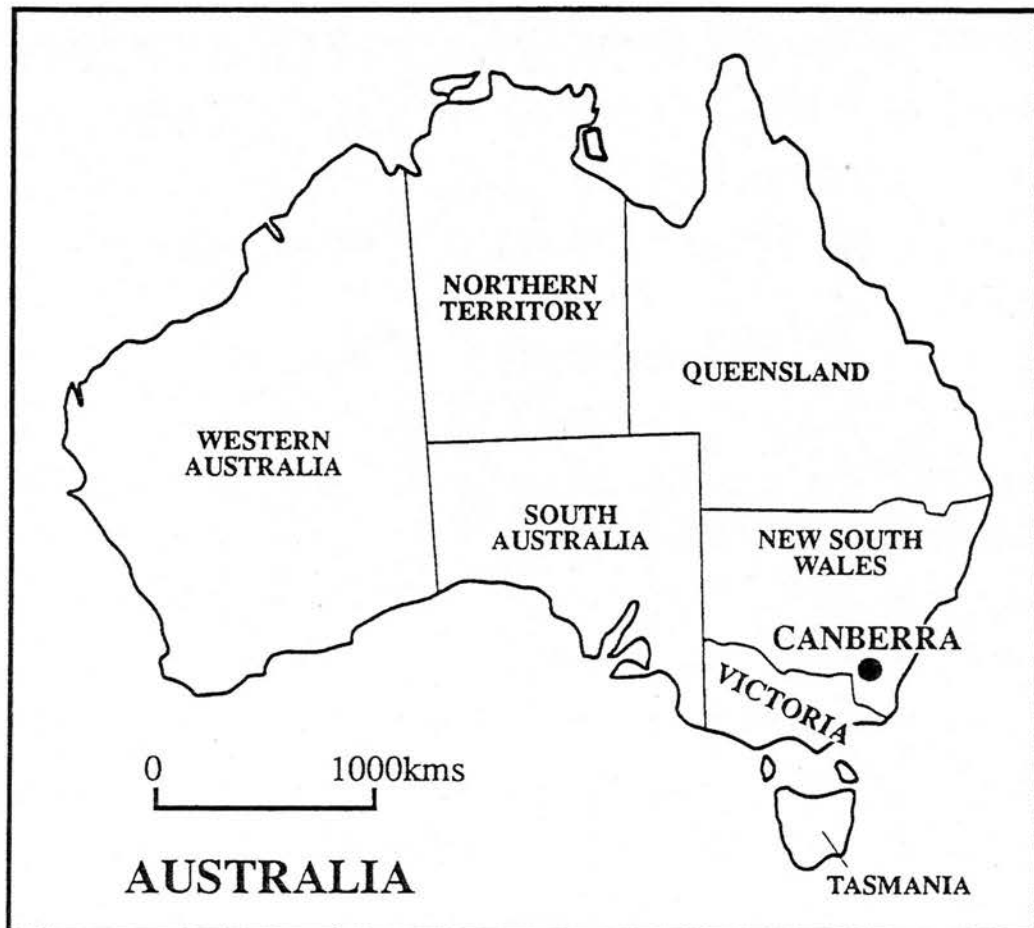 NORTHERN
TERRITORY
QUEENSLAND
WESTERN
AUSTRALIA
SOUTH
AUSTRALIA
NEW SOUTH
WALES
CANBERRA
VICTORIA
0 1000kms
AUSTRALIA
TASMANIA